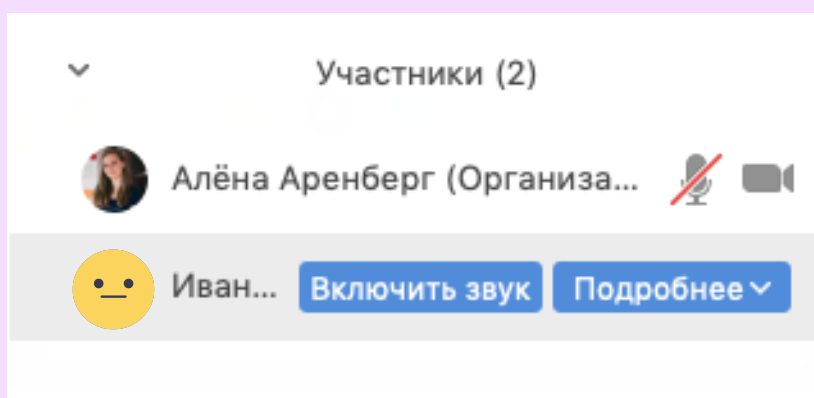 Участники (2)
Алёна Аренберг (Организа...
Иван... Включить звук Подробнее